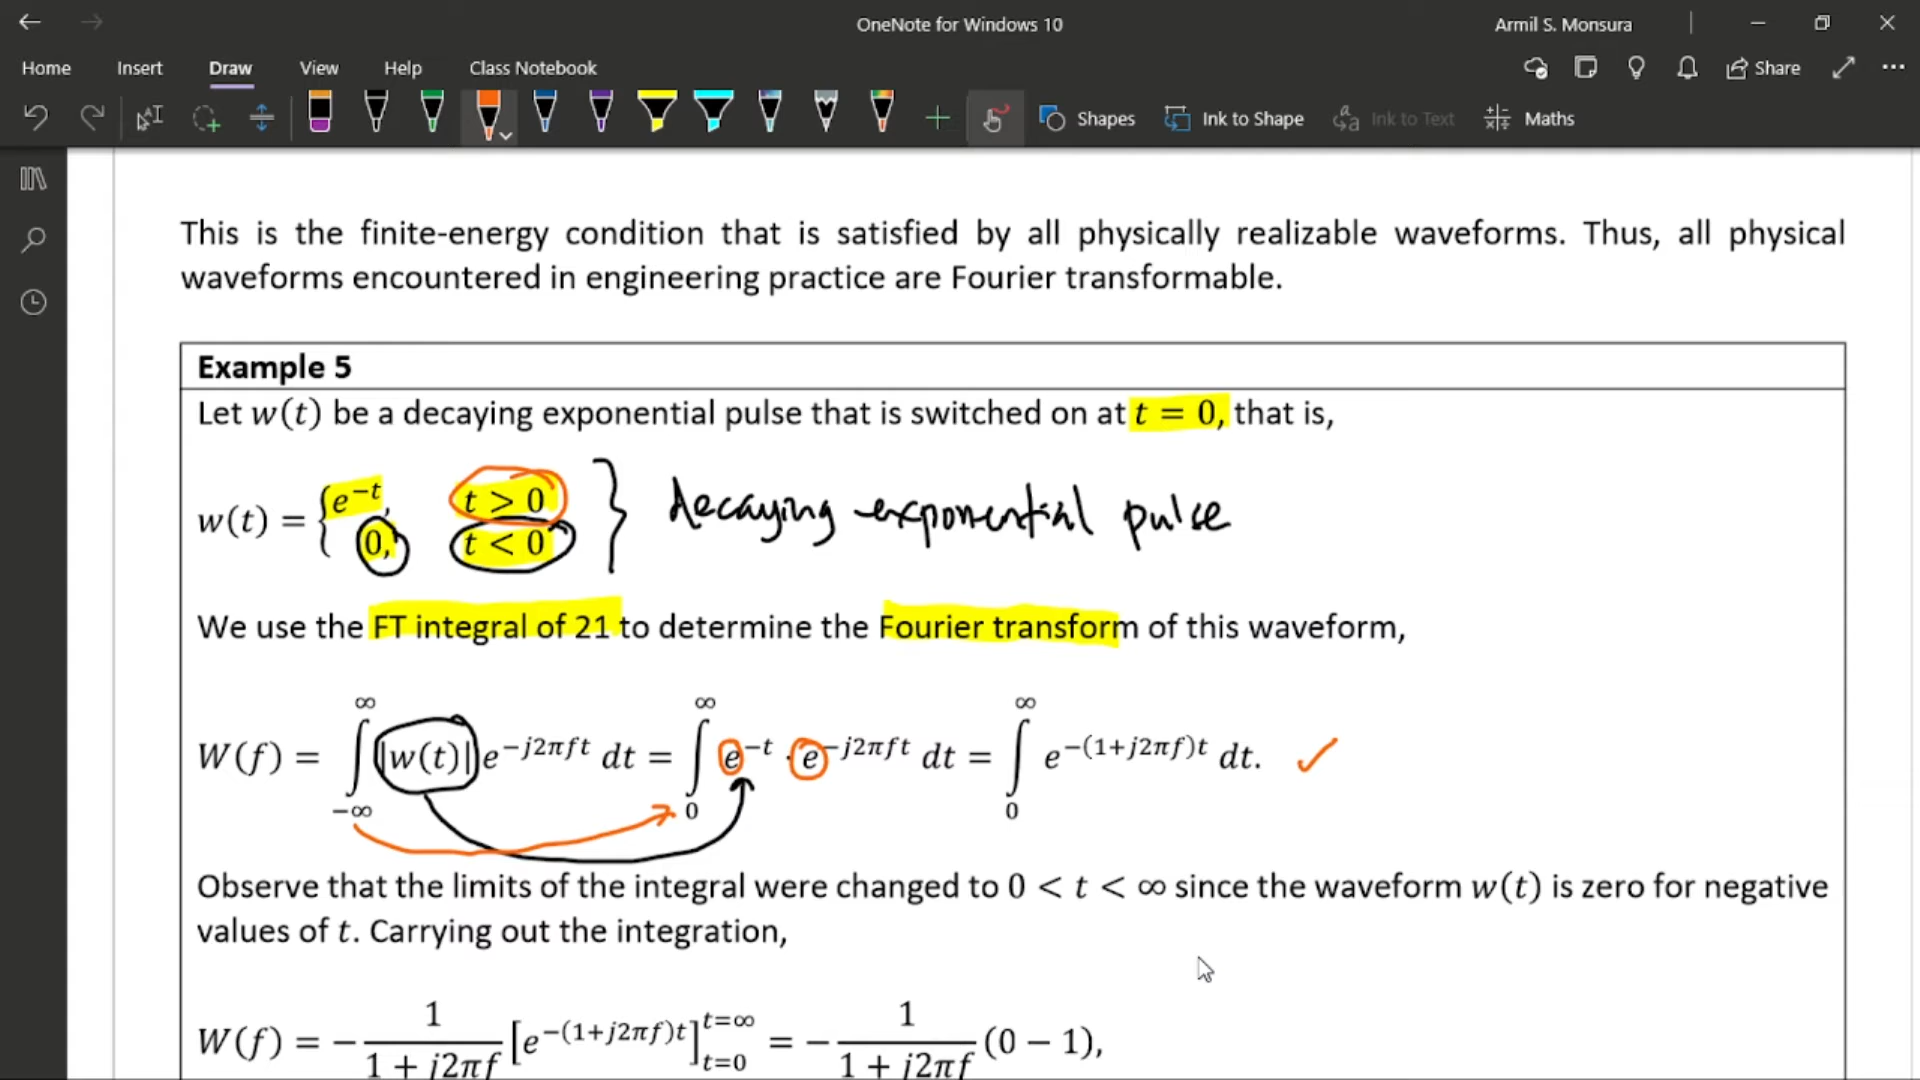 OneNote for Windows 10
Armil S. Monsura
Home Insert Draw View Help Class Notebook Share
Shapes Ink to Shape Ink to Text Maths
This is the finite-energy condition that is satisfied by all physically realizable waveforms. Thus, all physical
waveforms encountered in engineering practice are Fourier transformable.
Example 5
Let w(t) be a decaying exponential pulse that is switched on at t = 0, that is,
w(t) = { e^{−t}, t > 0
0, t < 0 } decaying exponential pulse
We use the FT integral of 21 to determine the Fourier transform of this waveform,
W(f) = ∫_{−∞}^{∞} |w(t)| e^{−j2πft} dt = ∫_{0}^{∞} e^{−t} · e^{−j2πft} dt = ∫_{0}^{∞} e^{−(1+j2πf)t} dt. ✓
Observe that the limits of the integral were changed to 0 < t < ∞ since the waveform w(t) is zero for negative
values of t. Carrying out the integration,
W(f) = − 1/(1 + j2πf) [e^{−(1+j2πf)t}]_{t=0}^{t=∞} = − 1/(1 + j2πf) (0 − 1),